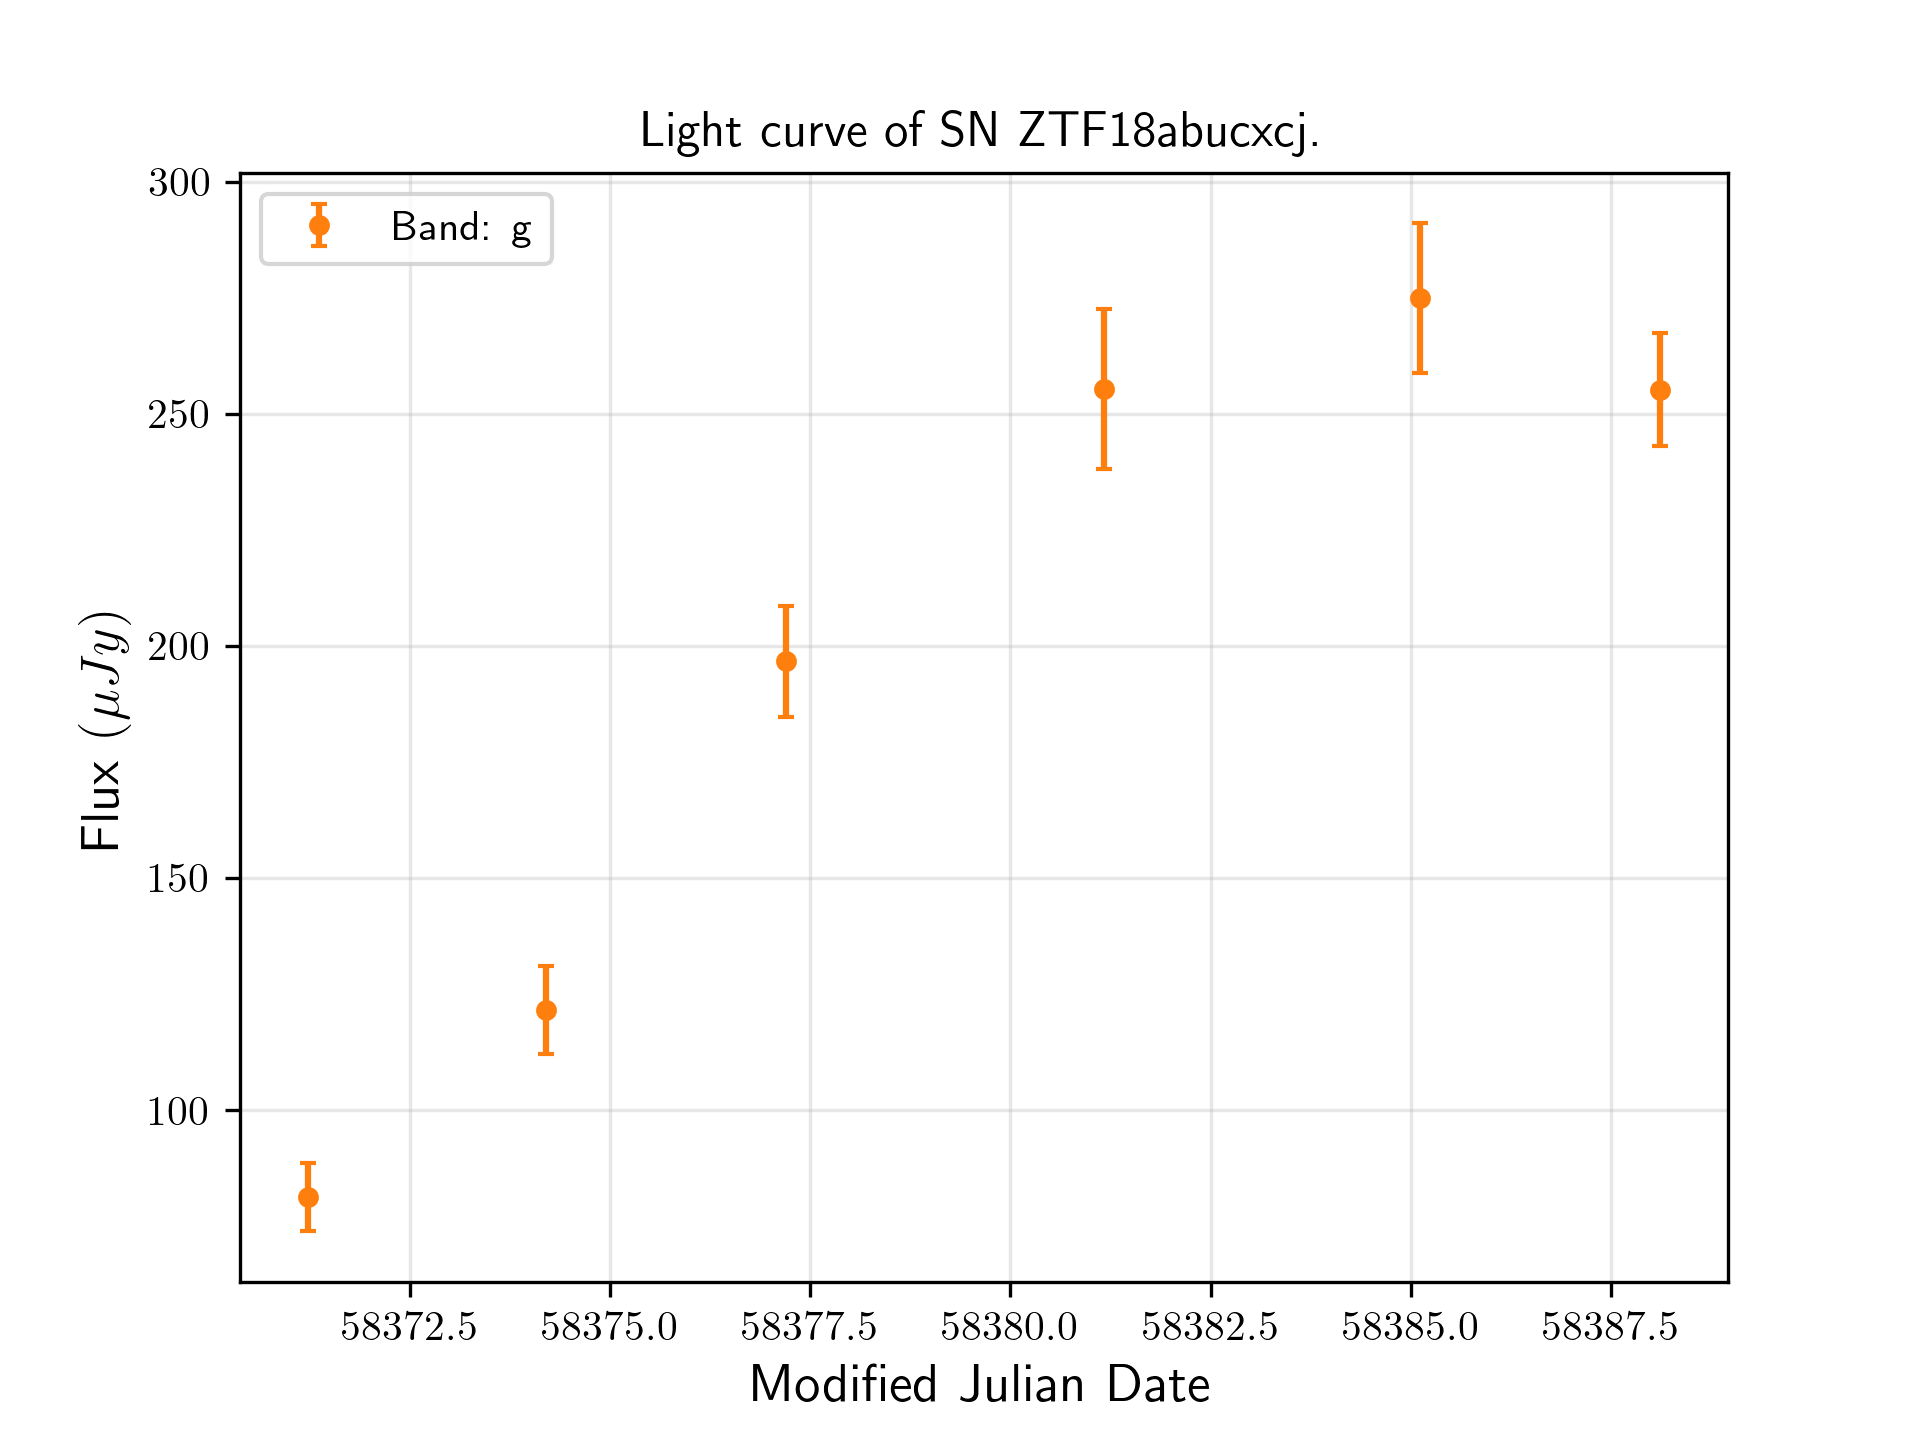 Light curve of SN ZTF18abucxcj.
Band: g
300
250
200
150
100
Flux (μJy)
58372.5 58375.0 58377.5 58380.0 58382.5 58385.0 58387.5
Modified Julian Date